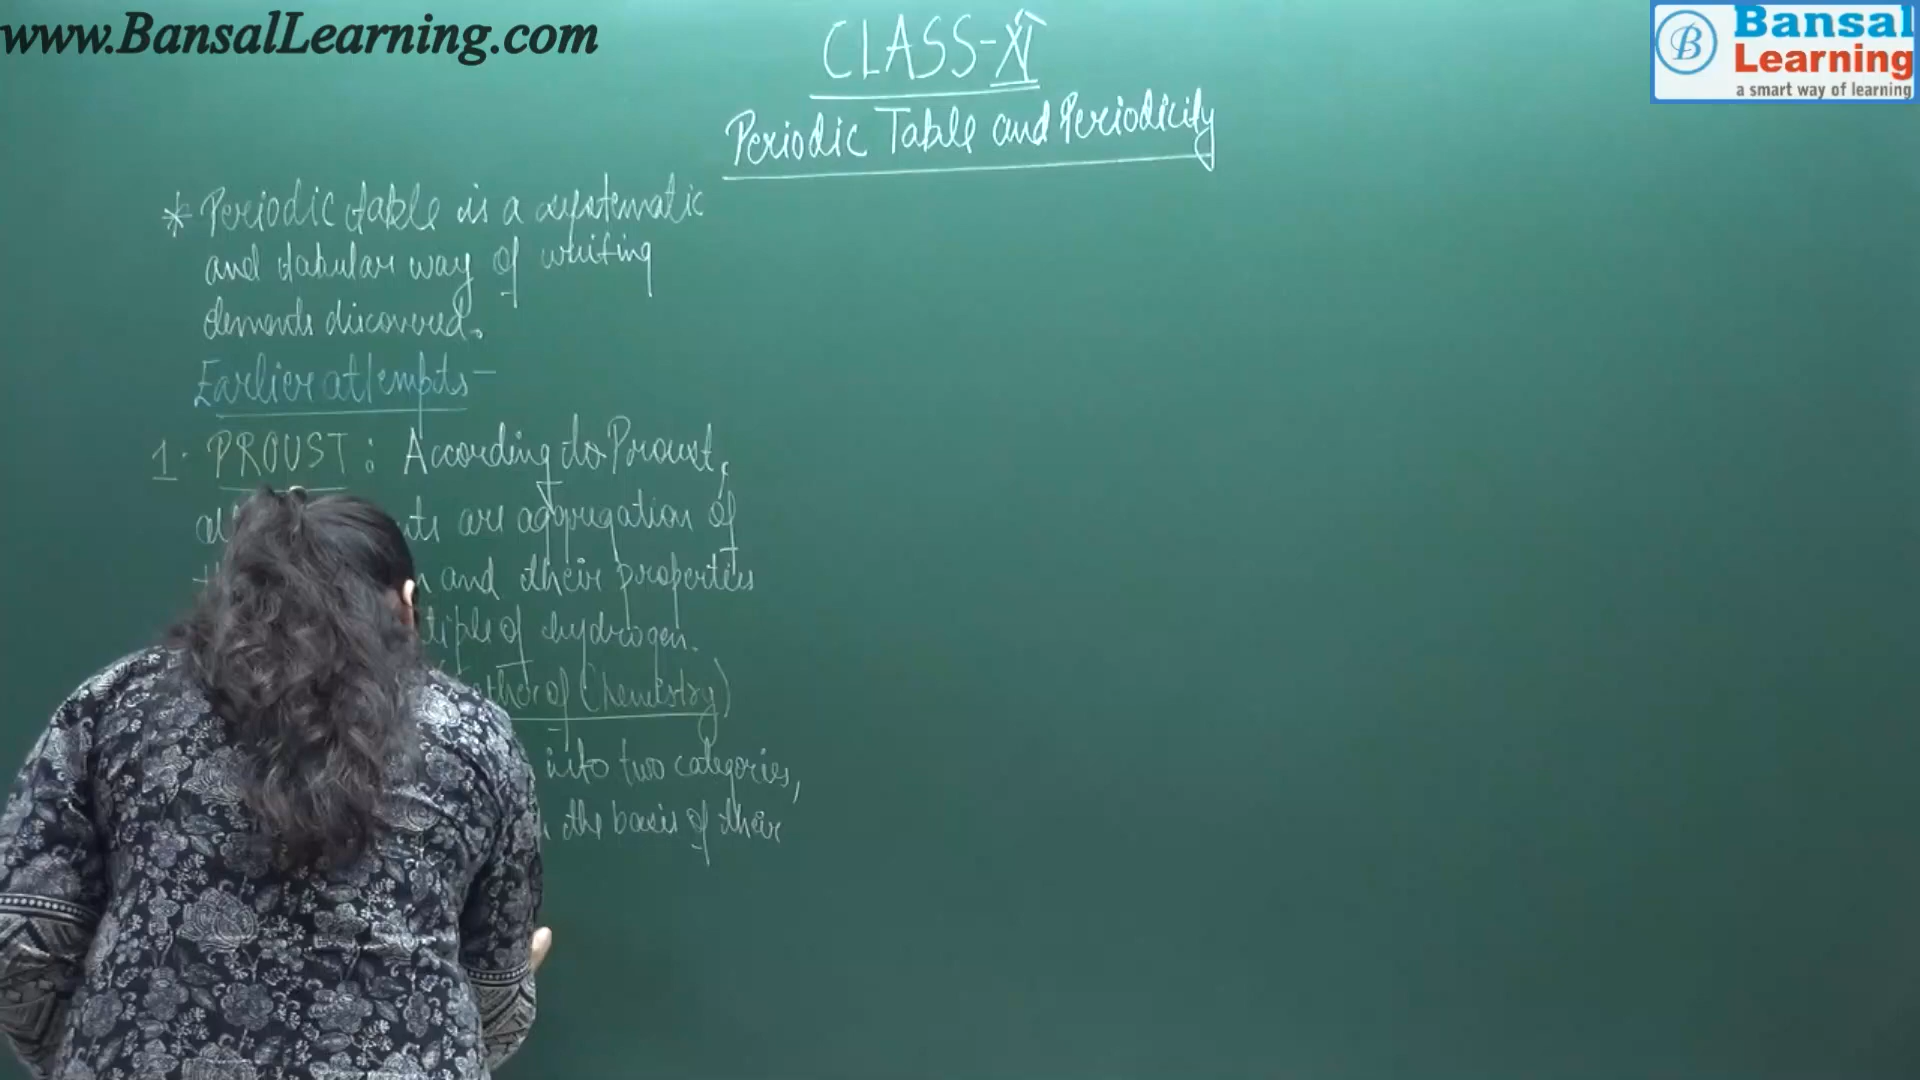 www.BansalLearning.com
Bansal
Learning
a smart way of learning
CLASS-XI
Periodic Table and Periodicity
* Periodic table is a systematic
and tabular way of writing
elements discovered.
Earlier attempts-
1. PROUST: According to Proust,
are aggregation of
and their properties
tiple of hydrogen.
of Chemistry)
into two categories,
the basis of their